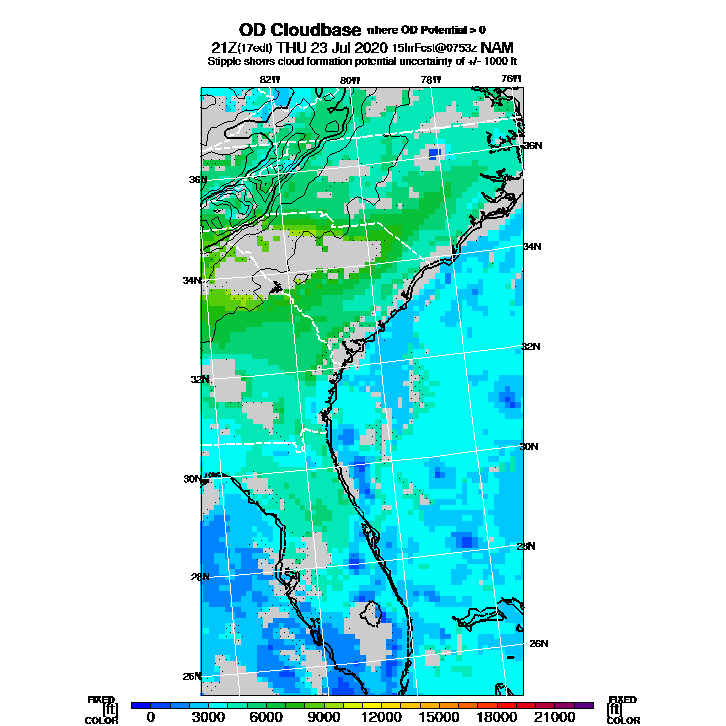 OD Cloudbase where OD Potential > 0
21Z(17edt) THU 23 Jul 2020 15hrFcst@0753z NAM
Stipple shows cloud formation potential uncertainty of +/- 1000 ft
82W 80W 78W 76W
36N
36N
34N
34N
32N
32N
30N
30N
28N
28N
26N
26N
FIXED FIXED
[ft] [ft]
COLOR 0 3000 6000 9000 12000 15000 18000 21000 COLOR